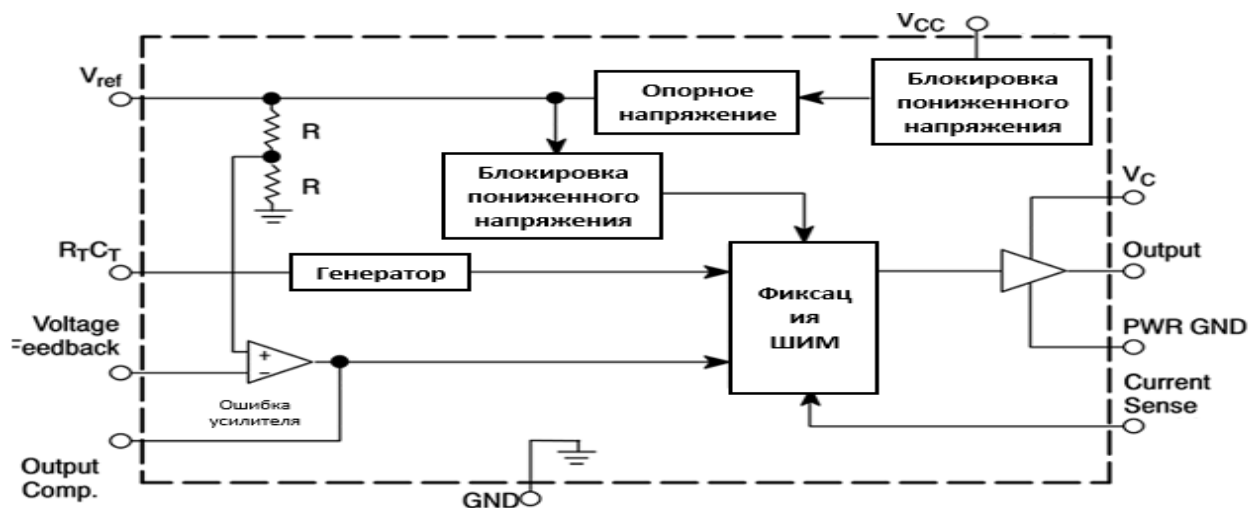 VCC
Vref
Опорное
напряжение
Блокировка
пониженного
напряжения
R
R
Блокировка
пониженного
напряжения
VC
RTCT
Генератор
Output
Фиксац
ия
ШИМ
Voltage
Feedback
+
−
PWR GND
Ошибка
усилителя
Current
Sense
Output
Comp.
GND